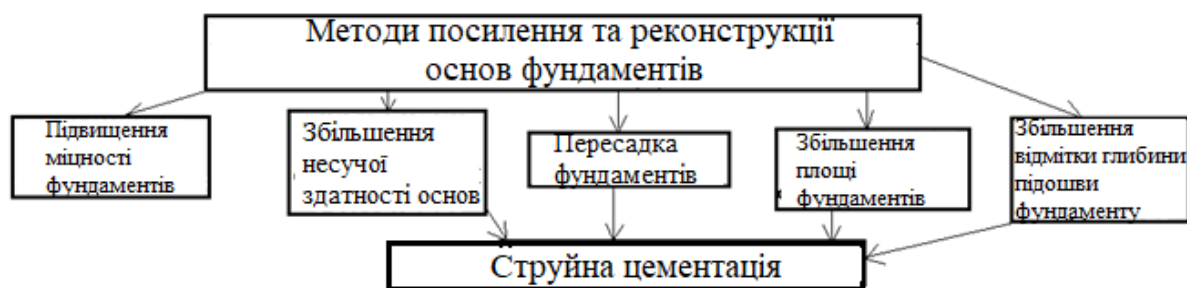 Методи посилення та реконструкції
основ фундаментів
Підвищення
міцності
фундаментів
Збільшення
несучої
здатності основ
Пересадка
фундаментів
Збільшення
площі
фундаментів
Збільшення
відмітки глибини
підошви
фундаменту
Струйна цементація